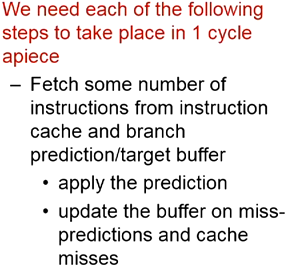 We need each of the following
steps to take place in 1 cycle
apiece
– Fetch some number of
instructions from instruction
cache and branch
prediction/target buffer
• apply the prediction
• update the buffer on miss-
predictions and cache
misses